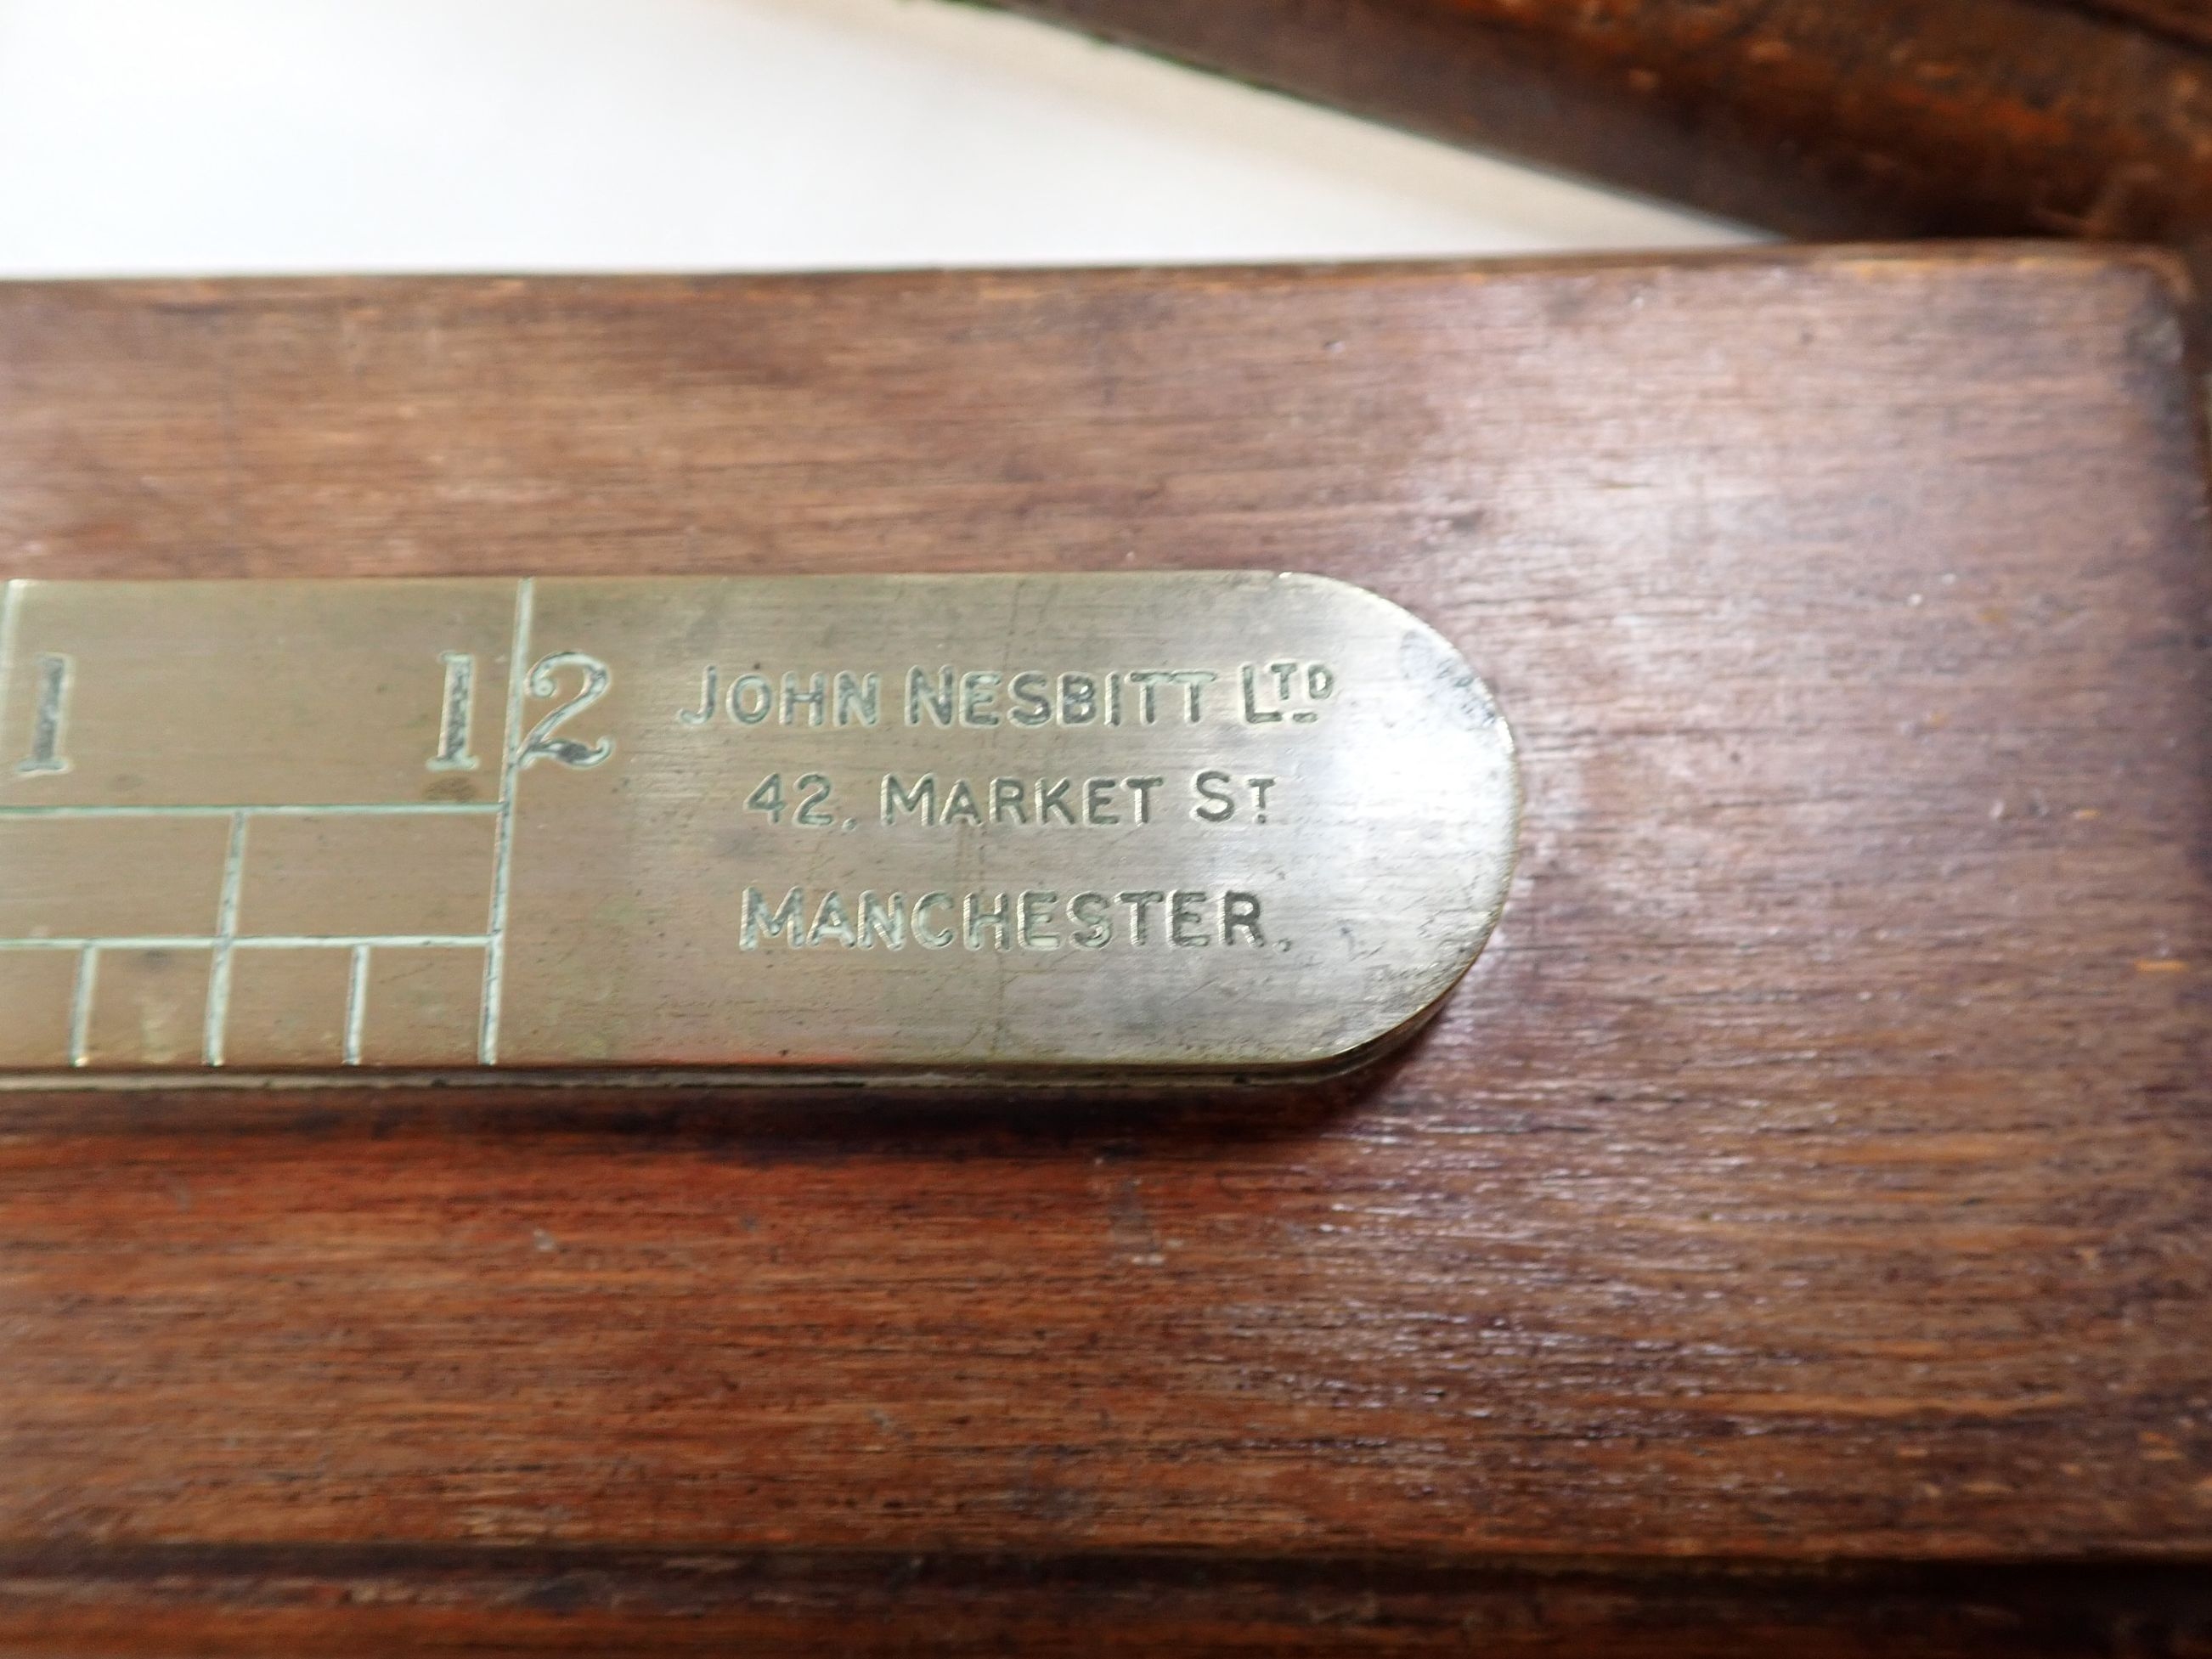 1 12
JOHN NESBITT LTD
42, MARKET ST
MANCHESTER.